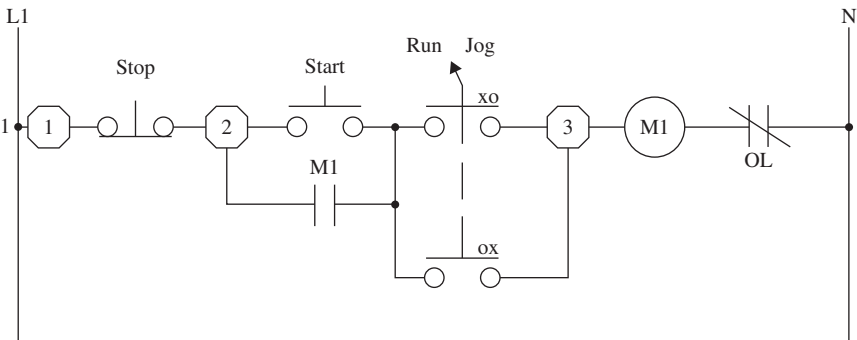 L1 N
Run Jog
Stop Start
xo
1 1 2 3 M1
OL
M1
ox